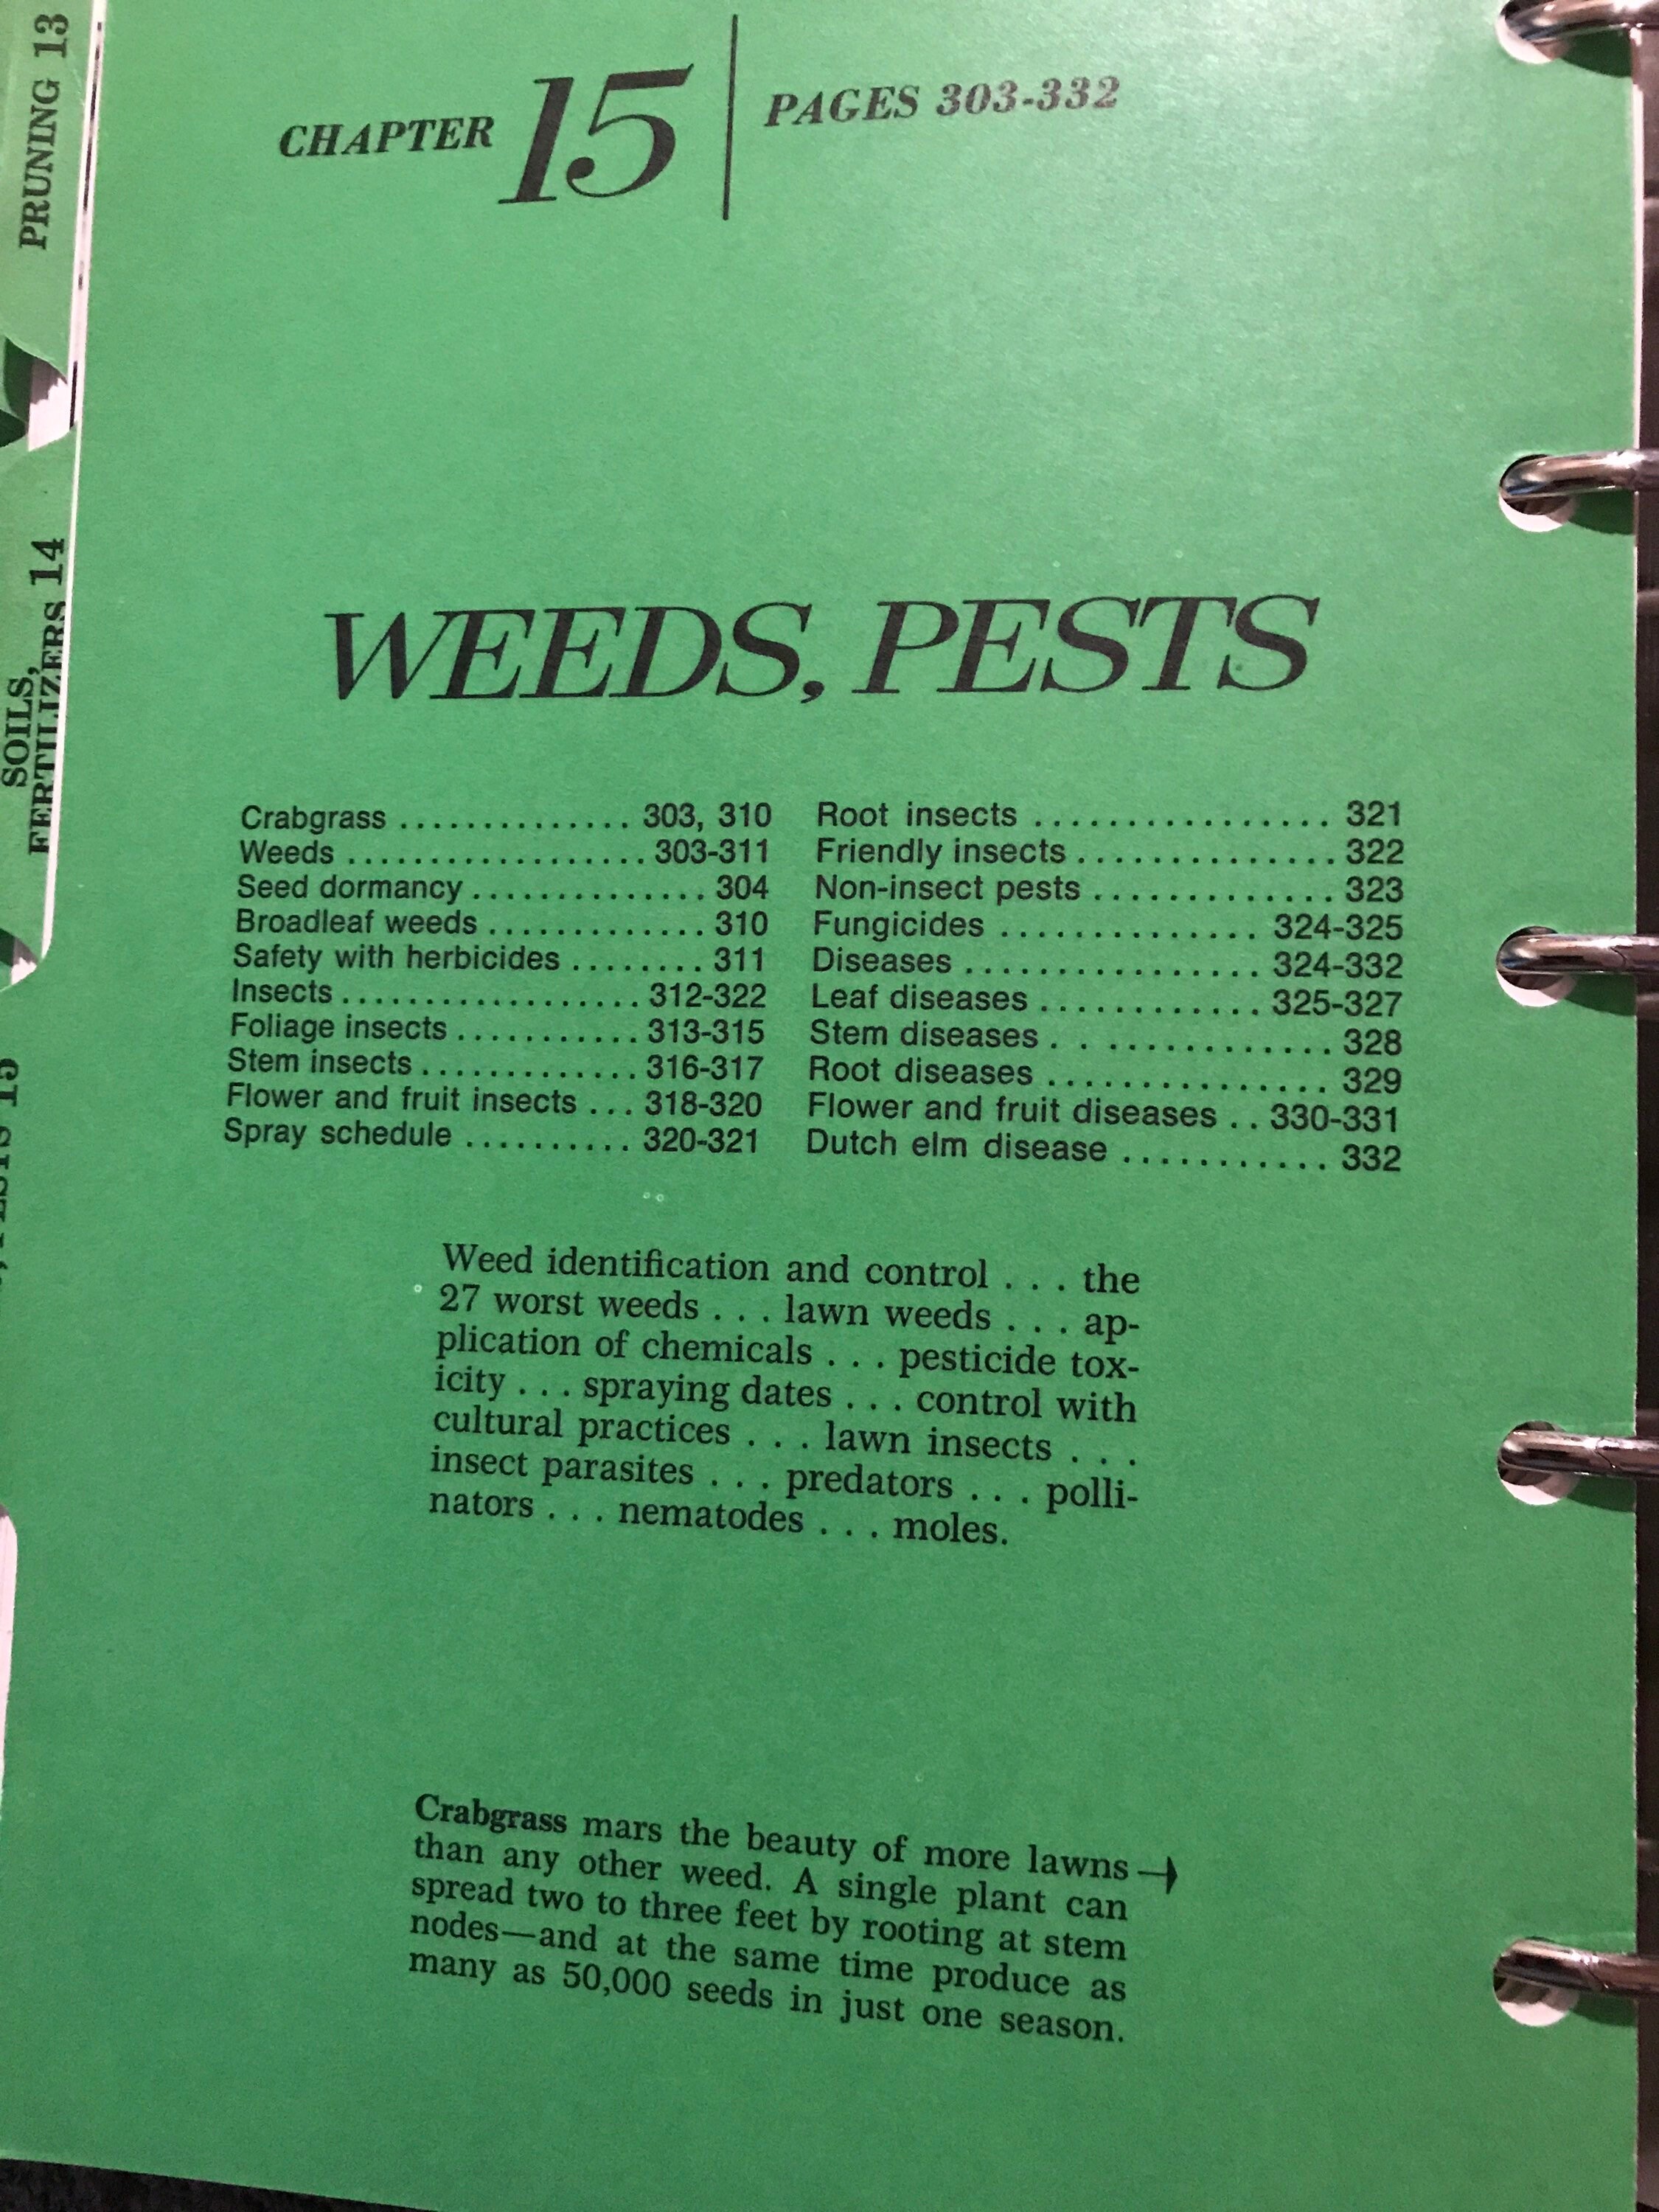 PRUNING 13
SOILS,
FERTILIZERS 14
PESTS 15
CHAPTER 15 PAGES 303-332
WEEDS, PESTS
Crabgrass .............. 303, 310
Weeds .................. 303-311
Seed dormancy ............... 304
Broadleaf weeds ............. 310
Safety with herbicides ........ 311
Insects .................. 312-322
Foliage insects ........... 313-315
Stem insects ............. 316-317
Flower and fruit insects ... 318-320
Spray schedule .......... 320-321
Root insects ................ 321
Friendly insects .............. 322
Non-insect pests ............. 323
Fungicides .............. 324-325
Diseases ................ 324-332
Leaf diseases ............ 325-327
Stem diseases . . ............. 328
Root diseases ................ 329
Flower and fruit diseases .. 330-331
Dutch elm disease ........... 332
Weed identification and control . . . the
27 worst weeds . . . lawn weeds . . . ap-
plication of chemicals . . . pesticide tox-
icity . . . spraying dates . . . control with
cultural practices . . . lawn insects . . .
insect parasites . . . predators . . . polli-
nators . . . nematodes . . . moles.
Crabgrass mars the beauty of more lawns
than any other weed. A single plant can
spread two to three feet by rooting at stem
nodes—and at the same time produce as
many as 50,000 seeds in just one season.